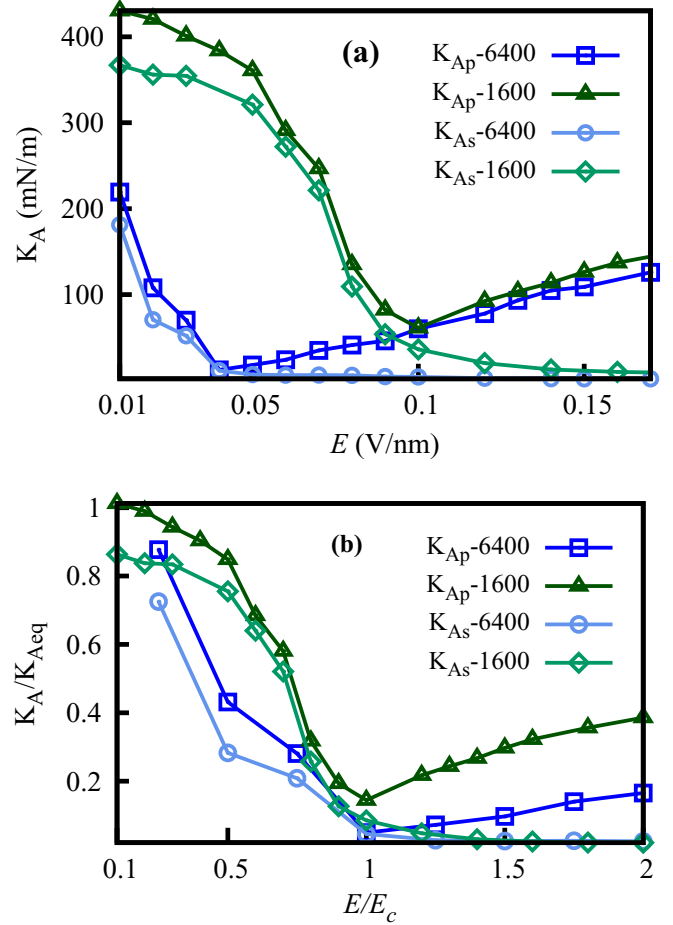 (a)
K_Ap-6400
K_Ap-1600
K_As-6400
K_As-1600
K_A (mN/m)
400
300
200
100
0.01
0.05
0.1
0.15
E (V/nm)
(b)
K_Ap-6400
K_Ap-1600
K_As-6400
K_As-1600
K_A/K_Aeq
1
0.8
0.6
0.4
0.2
0.1
0.5
1
1.5
2
E/E_c